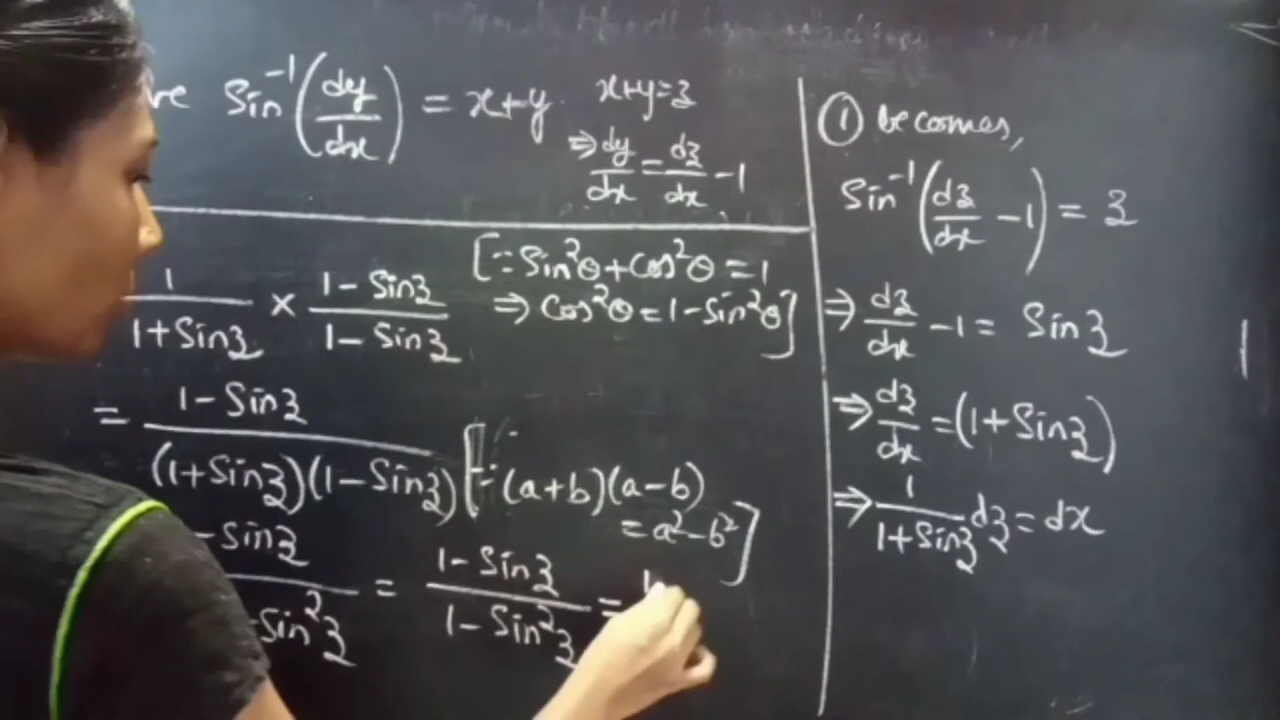 Sin⁻¹(dy/dx) = x+y
x+y=z
⇒ dy/dx = dz/dx - 1
1/(1+Sinz) × (1-Sinz)/(1-Sinz)
[∵ Sin²θ+Cos²θ=1
⇒ Cos²θ=1-Sin²θ]
= (1-Sinz)/((1+Sinz)(1-Sinz))
[∵ (a+b)(a-b)
= a²-b²]
-Sinz/-Sin²z = (1-Sinz)/(1-Sin²z) = 1
① becomes,
Sin⁻¹(dz/dx - 1) = z
⇒ dz/dx - 1 = Sinz
⇒ dz/dx = (1+Sinz)
⇒ 1/(1+Sinz) dz = dx